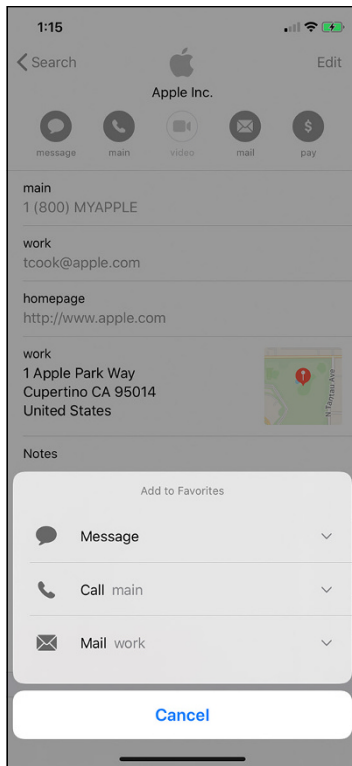 1:15
Search
Edit
Apple Inc.
message main video mail pay
$
main
1 (800) MYAPPLE
work
tcook@apple.com
homepage
http://www.apple.com
work
1 Apple Park Way
Cupertino CA 95014
United States
N Tantau Ave
Notes
Add to Favorites
Message
Call main
Mail work
Cancel